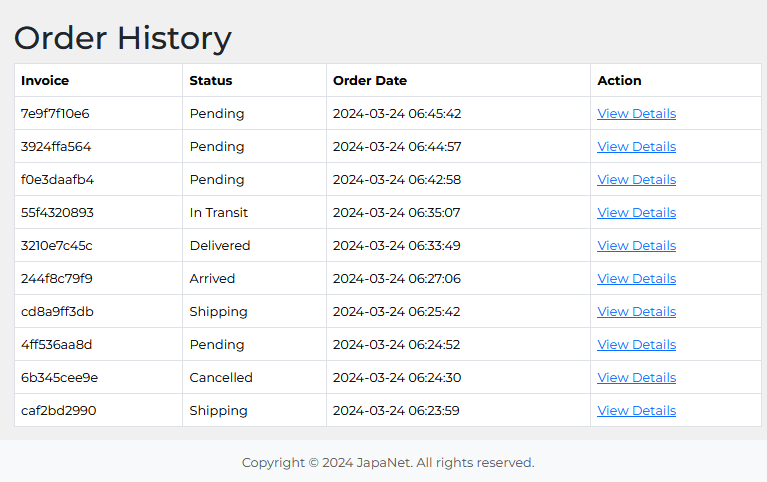 Order History
Invoice Status Order Date Action
7e9f7f10e6 Pending 2024-03-24 06:45:42 View Details
3924ffa564 Pending 2024-03-24 06:44:57 View Details
f0e3daafb4 Pending 2024-03-24 06:42:58 View Details
55f4320893 In Transit 2024-03-24 06:35:07 View Details
3210e7c45c Delivered 2024-03-24 06:33:49 View Details
244f8c79f9 Arrived 2024-03-24 06:27:06 View Details
cd8a9ff3db Shipping 2024-03-24 06:25:42 View Details
4ff536aa8d Pending 2024-03-24 06:24:52 View Details
6b345cee9e Cancelled 2024-03-24 06:24:30 View Details
caf2bd2990 Shipping 2024-03-24 06:23:59 View Details
Copyright © 2024 JapaNet. All rights reserved.